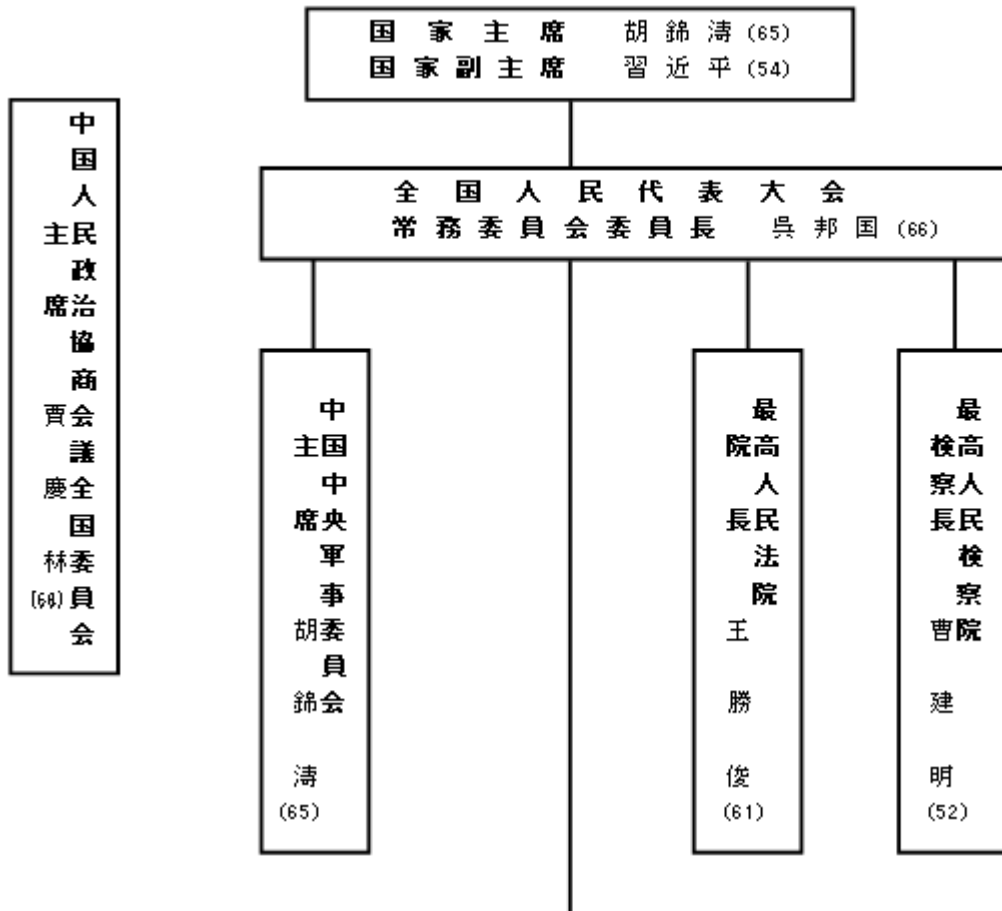 国家主席 胡錦濤(65)
国家副主席 習近平(54)
全国人民代表大会
常務委員会委員長 呉邦国(66)
中国人民政治協商会議全国委員会
主席 賈慶林(68)
中国中央軍事委員会
主席 胡錦濤(65)
最高人民法院
院長 王勝俊(61)
最高人民検察院
検察長 曹建明(52)